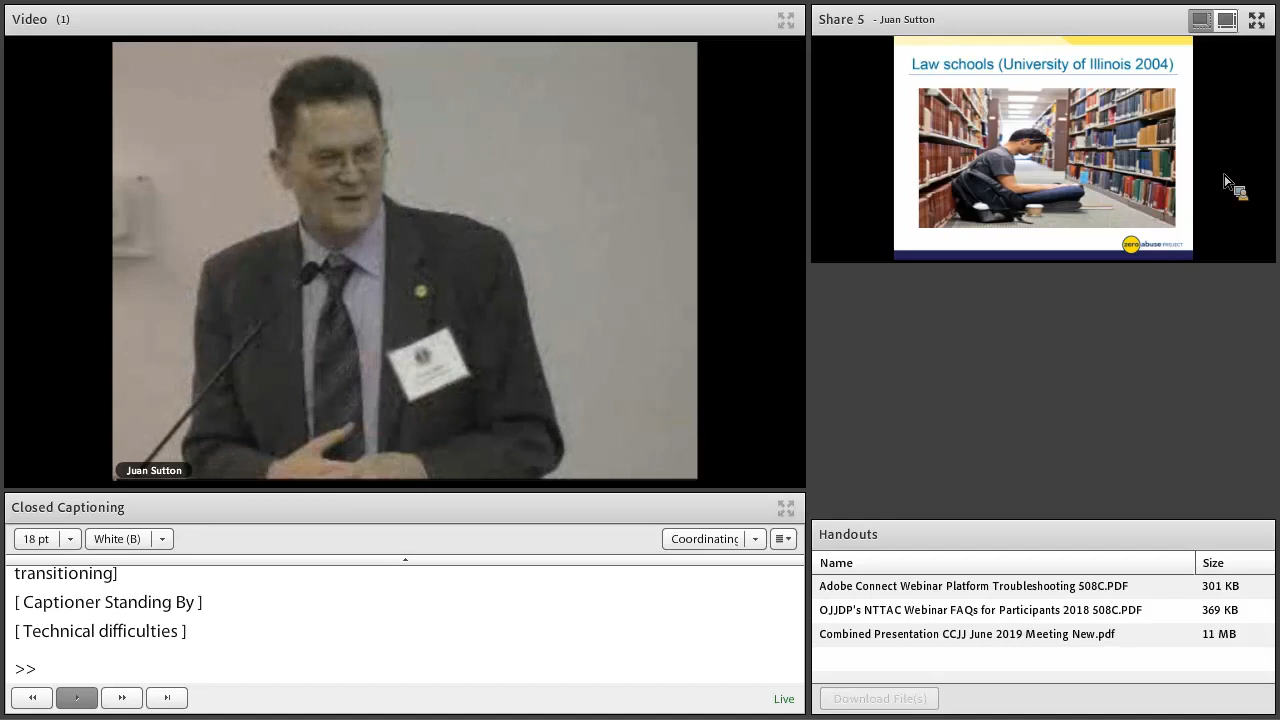 Video (1)
Juan Sutton
Share 5 - Juan Sutton
Law schools (University of Illinois 2004)
zero abuse PROJECT
Closed Captioning
18 pt
White (B)
Coordinating
transitioning]
[ Captioner Standing By ]
[ Technical difficulties ]
>>
Live
Handouts
Name Size
Adobe Connect Webinar Platform Troubleshooting 508C.PDF 301 KB
OJJDP's NTTAC Webinar FAQs for Participants 2018 508C.PDF 369 KB
Combined Presentation CCJJ June 2019 Meeting New.pdf 11 MB
Download File(s)